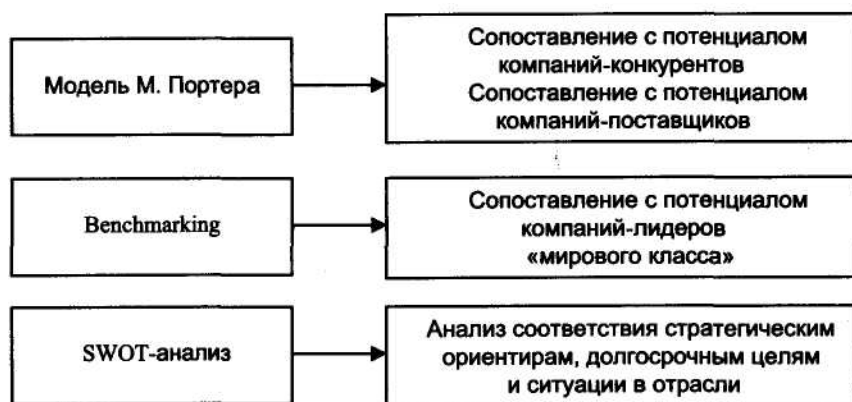 Модель М. Портера
Сопоставление с потенциалом
компаний-конкурентов
Сопоставление с потенциалом
компаний-поставщиков
Benchmarking
Сопоставление с потенциалом
компаний-лидеров
«мирового класса»
SWOT-анализ
Анализ соответствия стратегическим
ориентирам, долгосрочным целям
и ситуации в отрасли